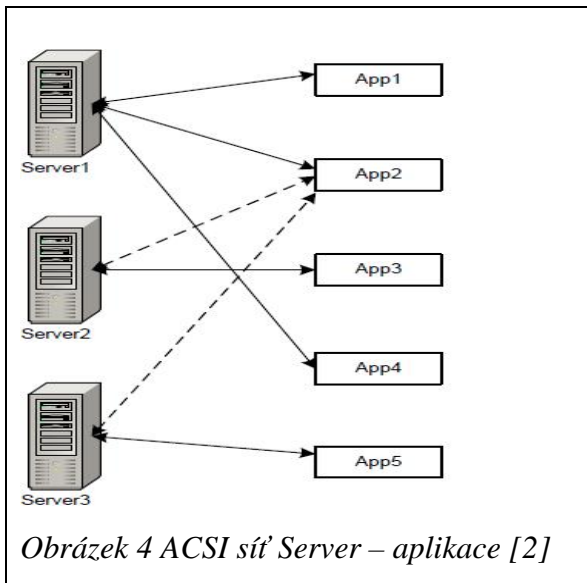 App1
Server1
App2
App3
Server2
App4
App5
Server3
Obrázek 4 ACSI síť Server – aplikace [2]